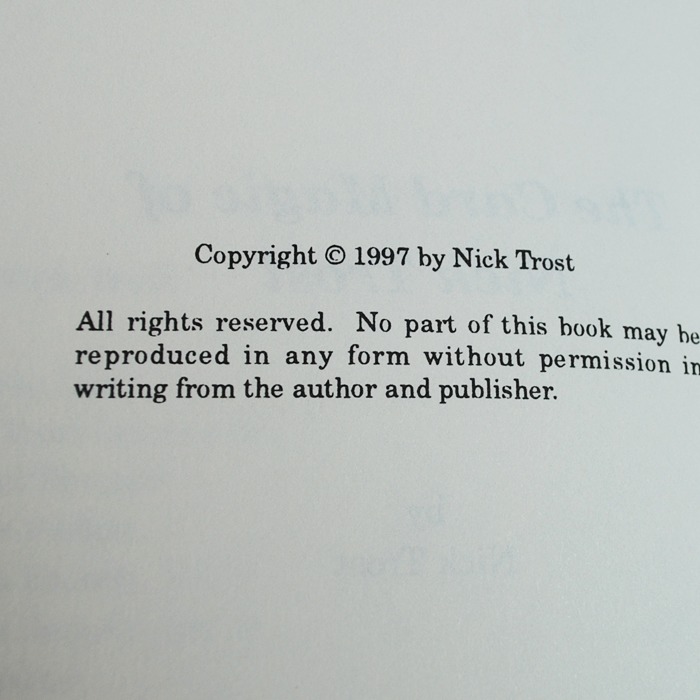 Copyright © 1997 by Nick Trost
All rights reserved. No part of this book may be
reproduced in any form without permission in
writing from the author and publisher.